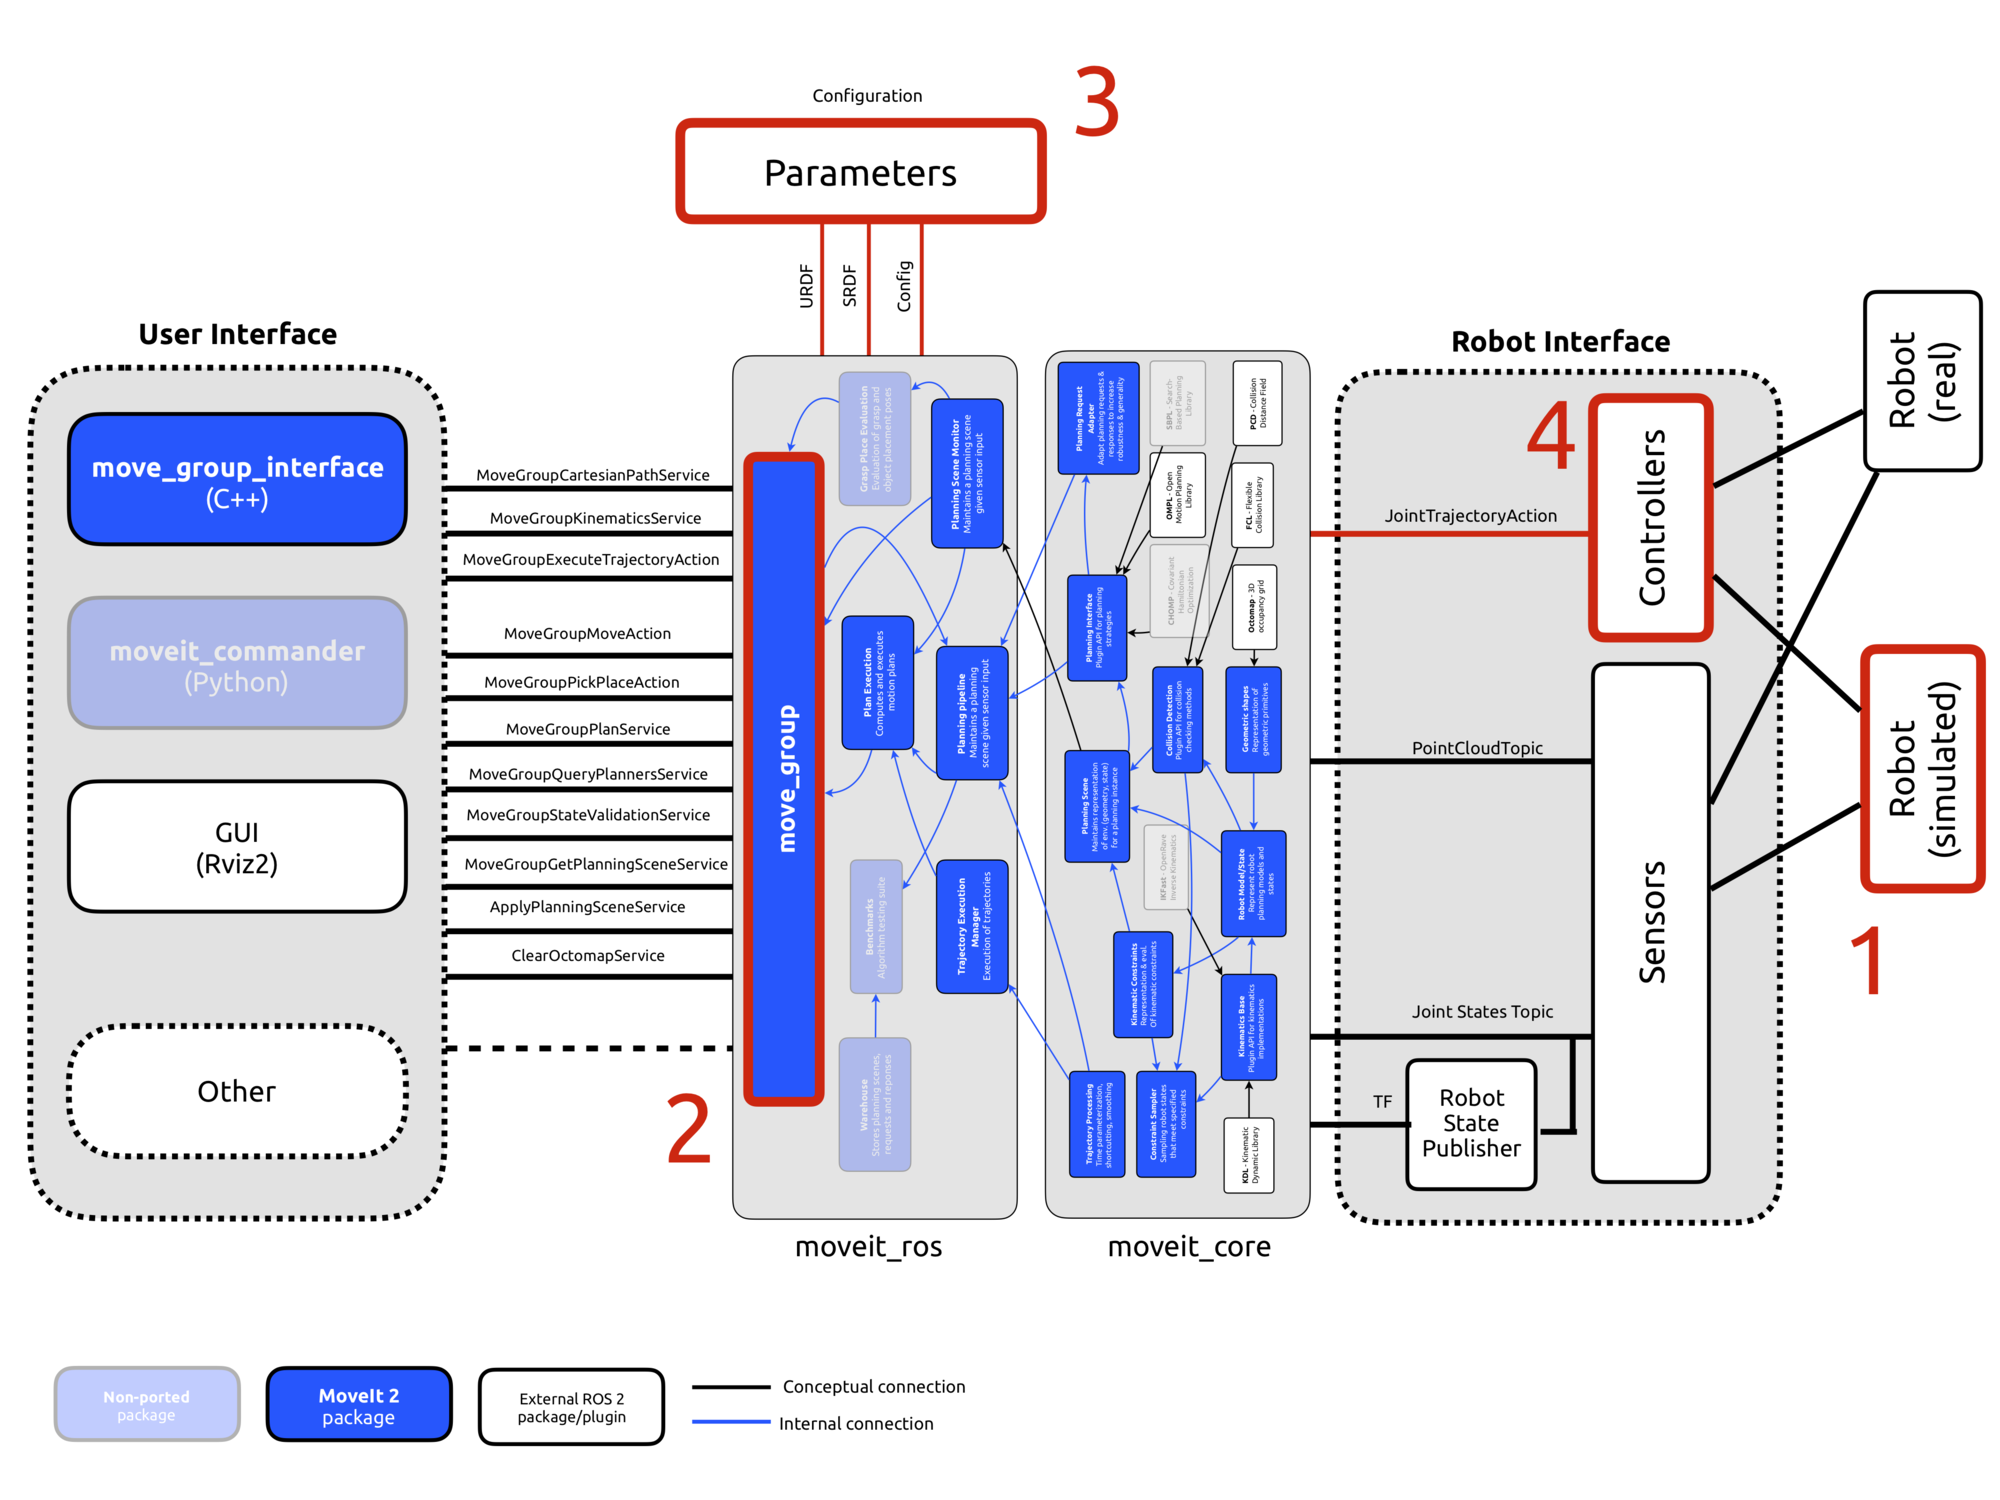 Configuration
3
Parameters
URDF
SRDF
Config
User Interface
move_group_interface
(C++)
moveit_commander
(Python)
GUI
(Rviz2)
Other
MoveGroupCartesianPathService
MoveGroupKinematicsService
MoveGroupExecuteTrajectoryAction
MoveGroupMoveAction
MoveGroupPickPlaceAction
MoveGroupPlanService
MoveGroupQueryPlannersService
MoveGroupStateValidationService
MoveGroupGetPlanningSceneService
ApplyPlanningSceneService
ClearOctomapService
2
move_group
Grasp Place Evaluation
Evaluation of grasp and
object placement poses
Planning Scene Monitor
Maintains a planning scene
given sensor input
Plan Execution
Computes and executes
motion plans
Planning pipeline
Maintains a planning
scene given sensor input
Benchmarks
Algorithm testing suite
Trajectory Execution
Manager
Execution of trajectories
Warehouse
Stores planning scenes,
requests and reponses
moveit_ros
Planning Request
Adapter
Adapt planning requests &
responses to increase
robustness & generality
SBPL - Search-
Based Planning
Library
PCD - Collision
Distance Field
OMPL - Open
Motion Planning
Library
FCL - Flexible
Collision Library
CHOMP - Covariant
Hamiltonian
Optimization
Octomap - 3D
occupancy grid
Planning Interface
Plugin API for planning
strategies
Collision Detection
Plugin API for collision
checking methods
Geometric shapes
Representation of
geometric primitives
Planning Scene
Maintains representation
of env. (geometry, state)
for a planning instance
IKFast - OpenRave
Inverse Kinematics
Robot Model/State
Represent robot
planning models and
states
Kinematic Constraints
Representation & eval.
Of kinematic constraints
Kinematics Base
Plugin API for kinematics
implementations
Trajectory Processing
Time parameterization,
shortcutting, smoothing
Constraint Sampler
Sampling robot states
that meet specified
constraints
KDL - Kinematic
Dynamic Library
moveit_core
Robot Interface
4
Controllers
JointTrajectoryAction
PointCloudTopic
Joint States Topic
TF
Robot
State
Publisher
Sensors
Robot
(real)
Robot
(simulated)
1
Non-ported
package
MoveIt 2
package
External ROS 2
package/plugin
Conceptual connection
Internal connection